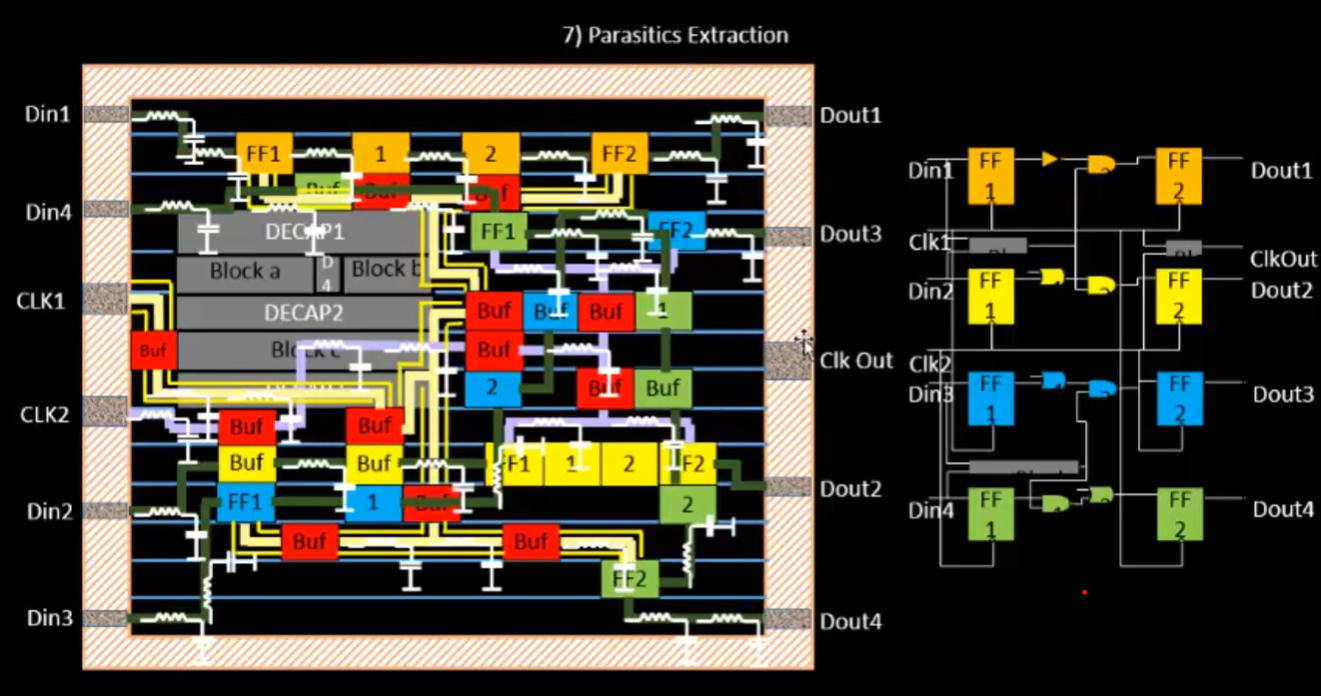 7) Parasitics Extraction
Din1
Dout1
FF1 1 2 FF2
Buf Buf
Din4
DECAP1
FF1 FF2
Dout3
Block a
D
4
Block b
CLK1
DECAP2
Buf Buf Buf 1
Buf
Block c
Buf
Clk Out
2 Buf Buf
CLK2
Buf Buf
Buf Buf
FF1 1 2 F2
Dout2
FF1 1 Buf
2
Din2
Buf Buf
FF2
Din3
Dout4
Din1
FF
1
FF
2
Dout1
Clk1
ClkOut
Din2
FF
1
FF
2
Dout2
Clk2
Din3
FF
1
FF
2
Dout3
Din4
FF
1
FF
2
Dout4